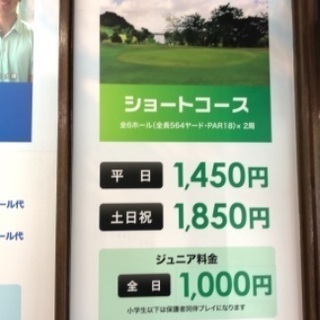 ショートコース
全6ホール(全長564ヤード・PAR18)×2周
平日 1,450円
土日祝 1,850円
ジュニア料金
全日 1,000円
小学生以下は保護者同伴プレイになります
ール代
ール代